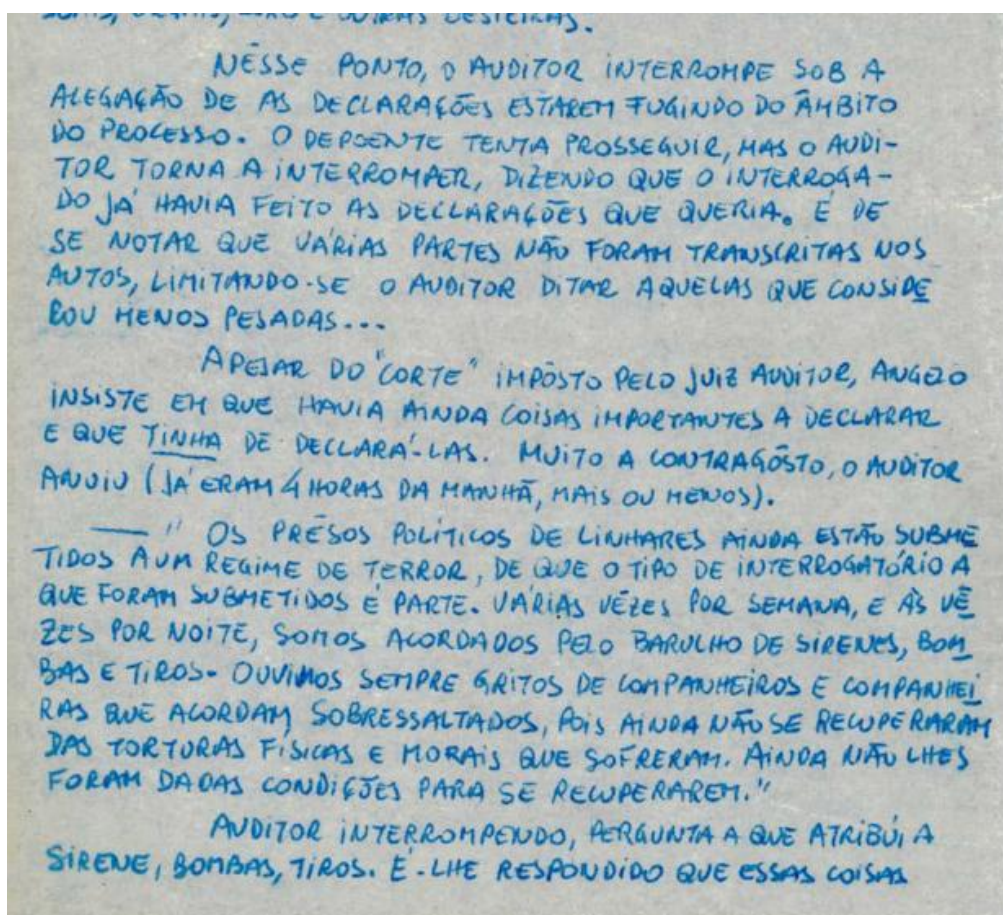 E OUTRAS BESTEIRAS.
NÊSSE PONTO, O AUDITOR INTERROMPE SOB A
ALEGAÇÃO DE AS DECLARAÇÕES ESTAREM FUGINDO DO ÂMBITO
DO PROCESSO. O DEPOENTE TENTA PROSSEGUIR, MAS O AUDI-
TOR TORNA A INTERROMPER, DIZENDO QUE O INTERROGA-
DO JÁ HAVIA FEITO AS DECLARAÇÕES QUE QUERIA. É DE
SE NOTAR QUE VÁRIAS PARTES NÃO FORAM TRANSCRITAS NOS
AUTOS, LIMITANDO-SE O AUDITOR DITAR AQUELAS QUE CONSIDE
ROU MENOS PESADAS...
APESAR DO "CORTE" IMPÔSTO PELO JUIZ AUDITOR, ANGELO
INSISTE EM QUE HAVIA AINDA COISAS IMPORTANTES A DECLARAR
E QUE TINHA DE DECLARÁ-LAS. MUITO A CONTRAGÔSTO, O AUDITOR
ANUIU (JÁ ERAM 4 HORAS DA MANHÃ, MAIS OU MENOS).
— " OS PRÊSOS POLÍTICOS DE LINHARES AINDA ESTÃO SUBME
TIDOS A UM REGIME DE TERROR, DE QUE O TIPO DE INTERROGATÓRIO A
QUE FORAM SUBMETIDOS É PARTE. VÁRIAS VÊZES POR SEMANA, E ÀS VÊ
ZES POR NOITE, SOMOS ACORDADOS PELO BARULHO DE SIRENES, BOM
BAS E TIROS. OUVIMOS SEMPRE GRITOS DE COMPANHEIROS E COMPANHEI
RAS QUE ACORDAM SOBRESSALTADOS, POIS AINDA NÃO SE RECUPERARAM
DAS TORTURAS FÍSICAS E MORAIS QUE SOFRERAM. AINDA NÃO LHES
FORAM DADAS CONDIÇÕES PARA SE RECUPERAREM."
AUDITOR INTERROMPENDO, PERGUNTA A QUE ATRIBÚI A
SIRENE, BOMBAS, TIROS. É-LHE RESPONDIDO QUE ESSAS COISAS